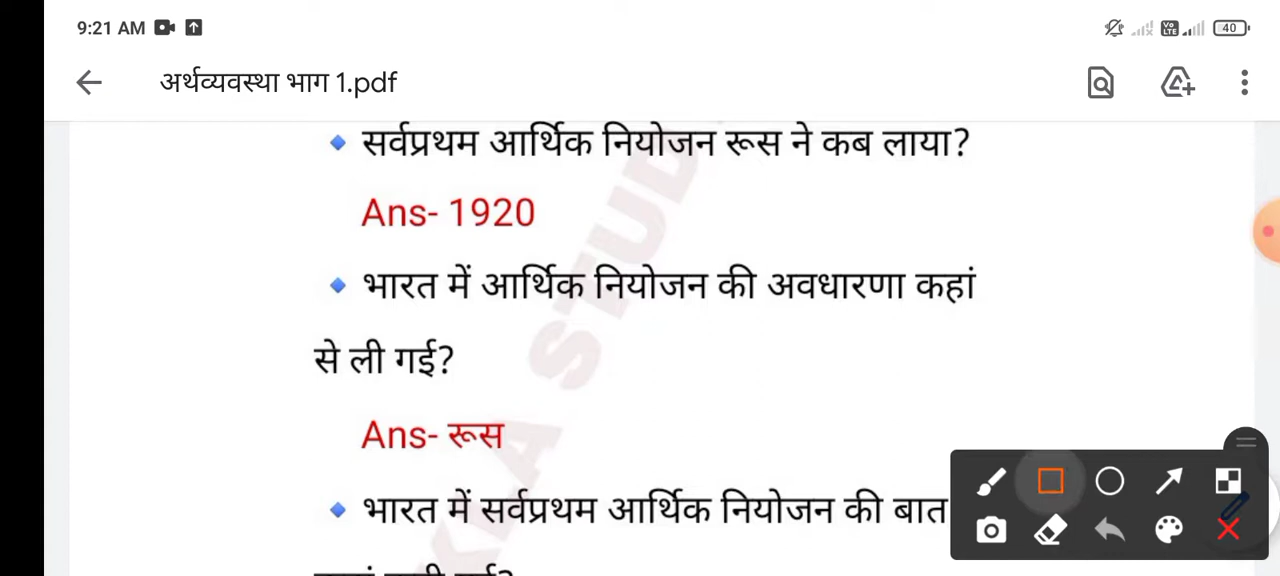 9:21 AM
40
अर्थव्यवस्था भाग 1.pdf
सर्वप्रथम आर्थिक नियोजन रूस ने कब लाया?
Ans- 1920
भारत में आर्थिक नियोजन की अवधारणा कहां
से ली गई?
Ans- रूस
भारत में सर्वप्रथम आर्थिक नियोजन की बात